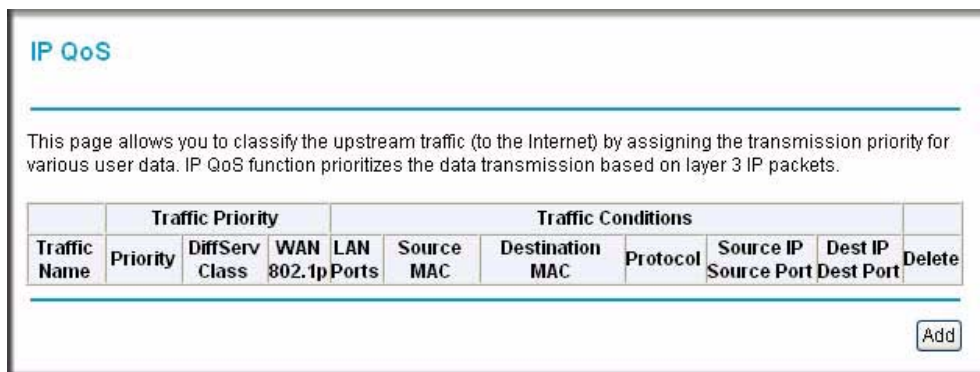 IP QoS
This page allows you to classify the upstream traffic (to the Internet) by assigning the transmission priority for
various user data. IP QoS function prioritizes the data transmission based on layer 3 IP packets.
Traffic Priority Traffic Conditions
Traffic Name Priority DiffServ Class WAN 802.1p LAN Ports Source MAC Destination MAC Protocol Source IP Source Port Dest IP Dest Port Delete
Add